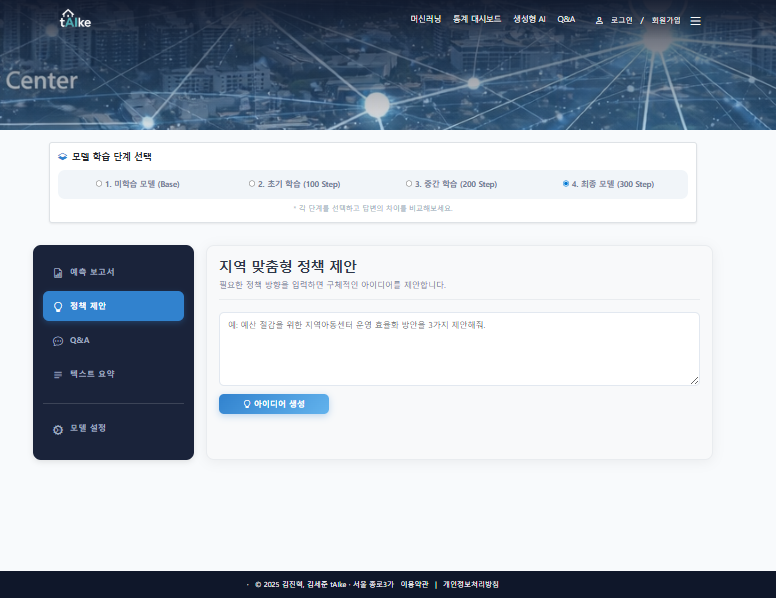 tAIke
머신러닝 통계 대시보드 생성형 AI Q&A 로그인 / 회원가입
Center
모델 학습 단계 선택
1. 미학습 모델 (Base) 2. 초기 학습 (100 Step) 3. 중간 학습 (200 Step) 4. 최종 모델 (300 Step)
* 각 단계를 선택하고 답변의 차이를 비교해보세요.
예측 보고서
정책 제안
Q&A
텍스트 요약
모델 설정
지역 맞춤형 정책 제안
필요한 정책 방향을 입력하면 구체적인 아이디어를 제안합니다.
예: 예산 절감을 위한 지역아동센터 운영 효율화 방안을 3가지 제안해줘.
아이디어 생성
· © 2025 김진혁, 김세준 tAIke · 서울 종로3가 이용약관 | 개인정보처리방침